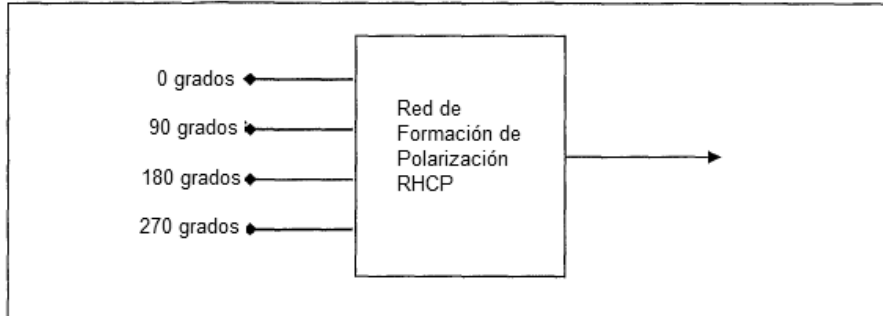 0 grados
90 grados
180 grados
270 grados
Red de
Formación de
Polarización
RHCP